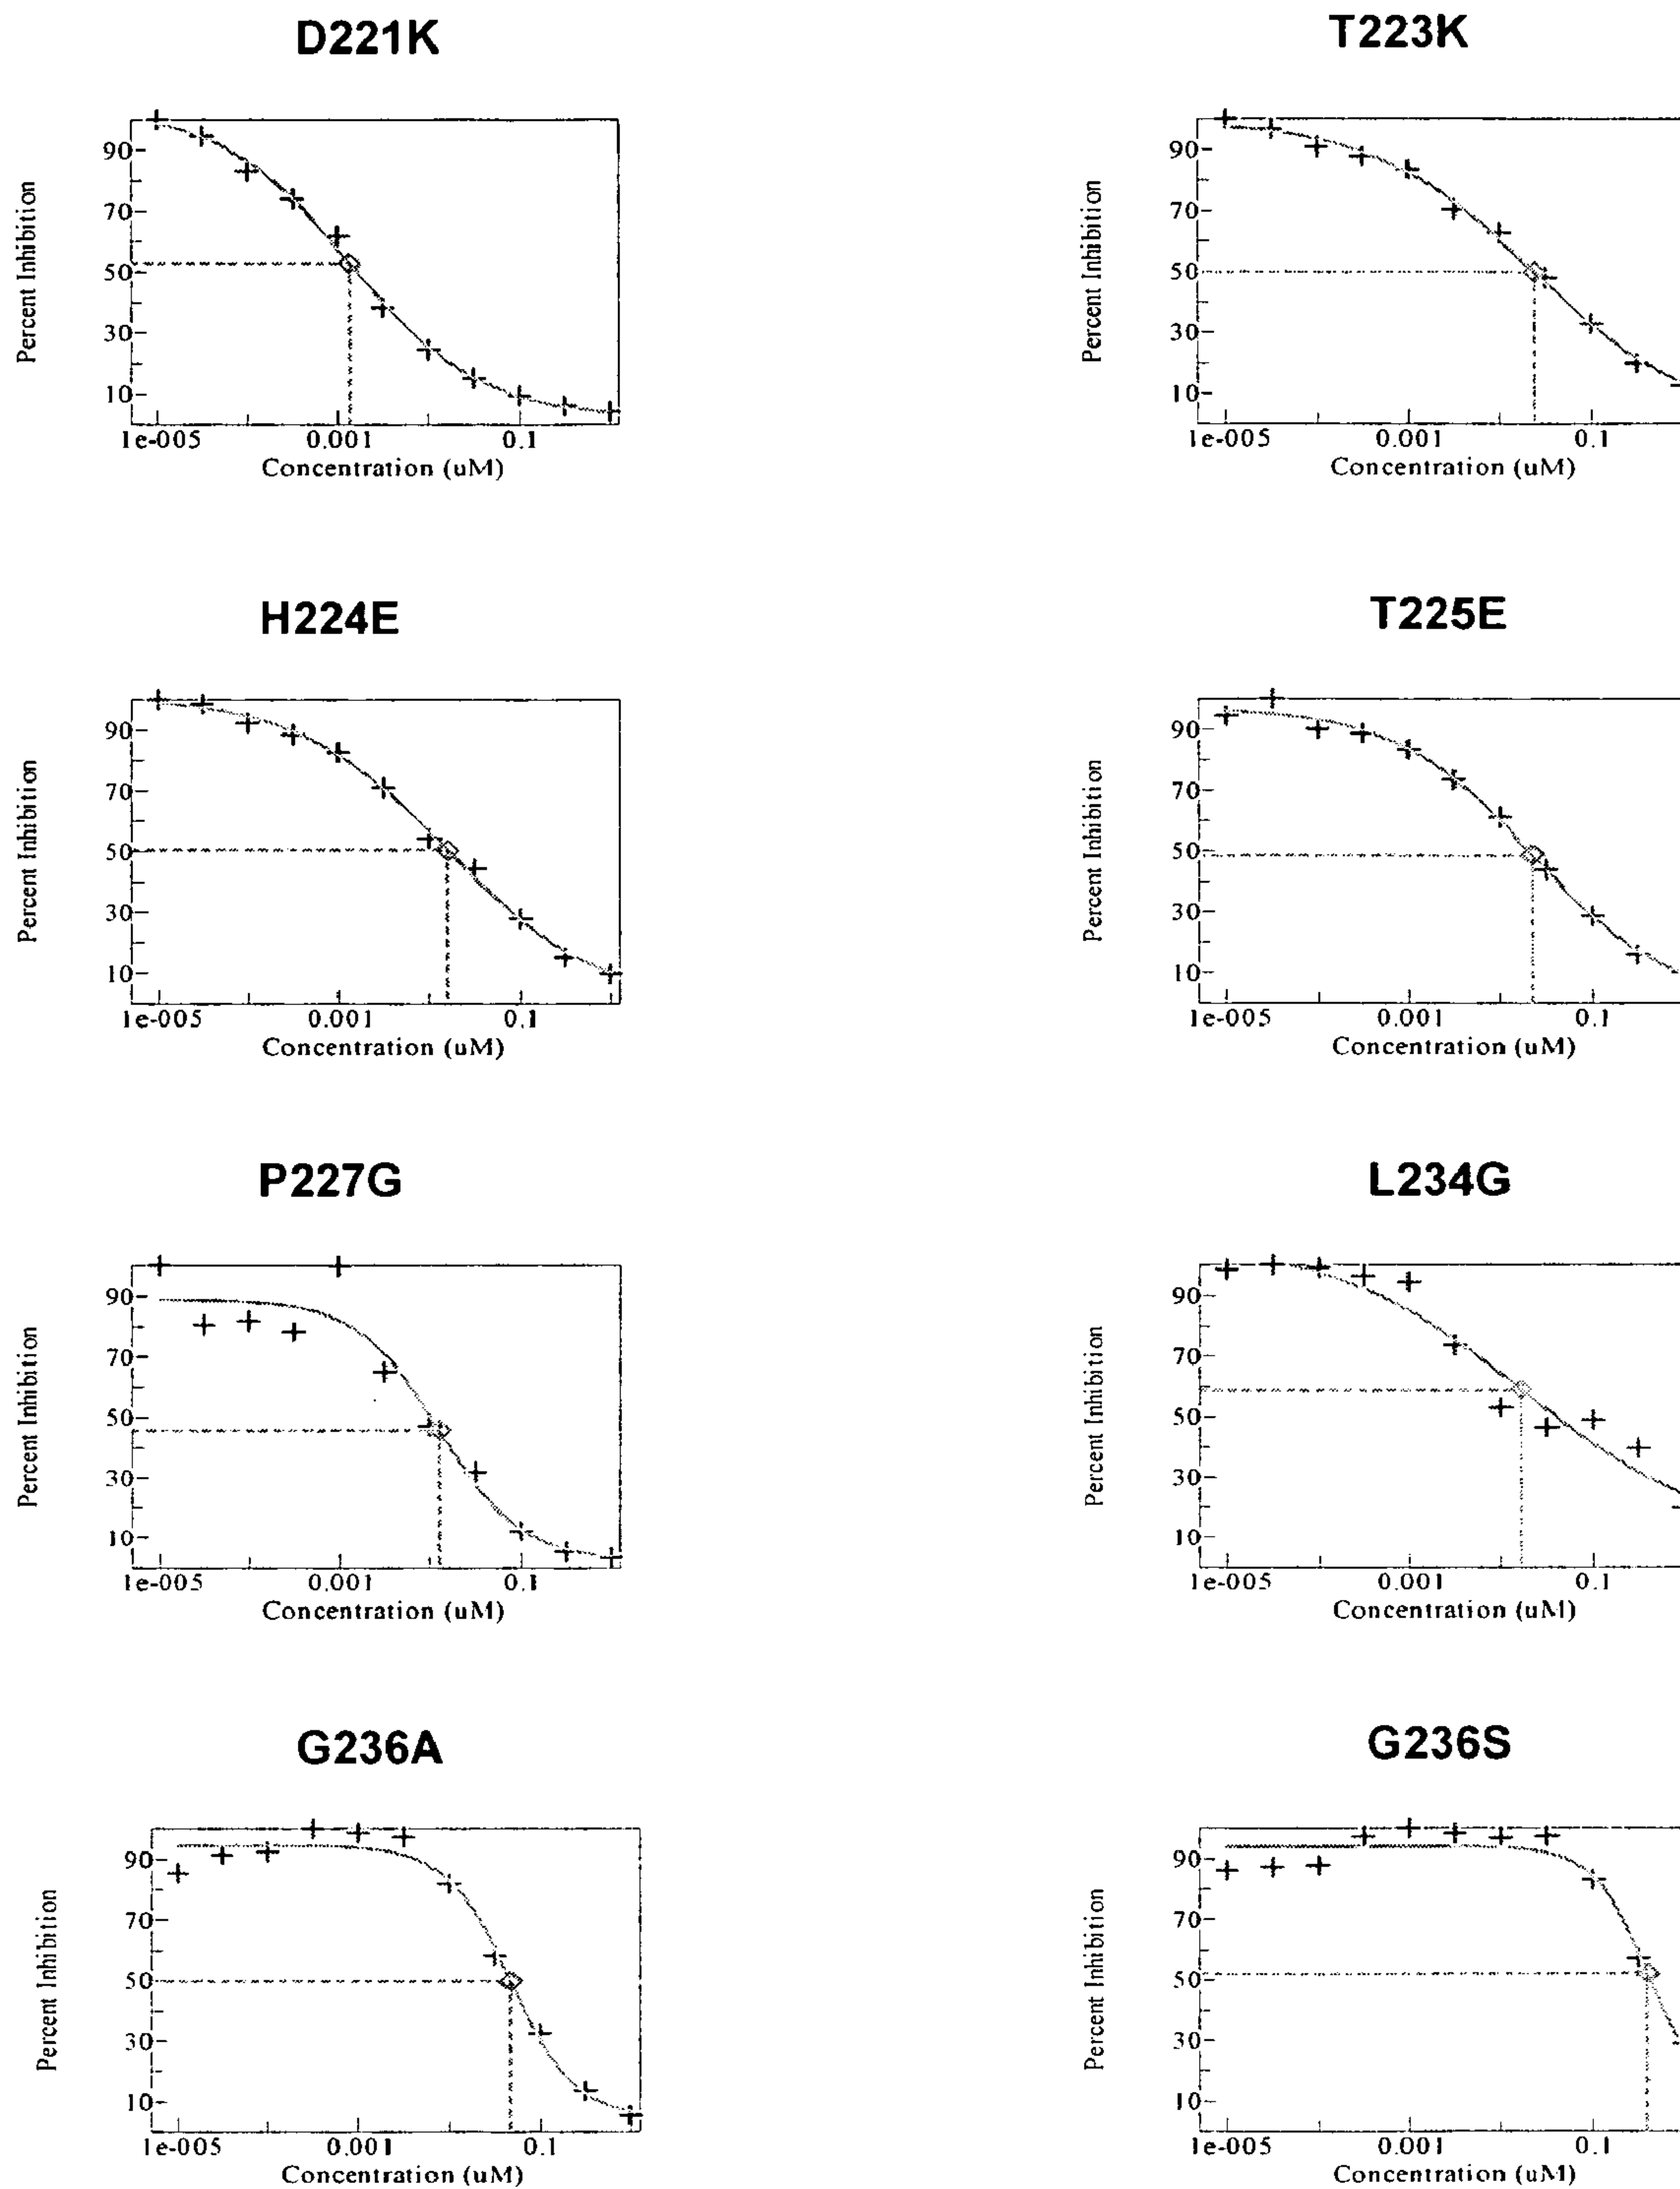 D221K
T223K
Percent Inhibition
90
70
50
30
10
1e-005 0.001 0.1
Concentration (uM)
Percent Inhibition
90
70
50
30
10
1e-005 0.001 0.1
Concentration (uM)
H224E
T225E
Percent Inhibition
90
70
50
30
10
1e-005 0.001 0.1
Concentration (uM)
Percent Inhibition
90
70
50
30
10
1e-005 0.001 0.1
Concentration (uM)
P227G
L234G
Percent Inhibition
90
70
50
30
10
1e-005 0.001 0.1
Concentration (uM)
Percent Inhibition
90
70
50
30
10
1e-005 0.001 0.1
Concentration (uM)
G236A
G236S
Percent Inhibition
90
70
50
30
10
1e-005 0.001 0.1
Concentration (uM)
Percent Inhibition
90
70
50
30
10
1e-005 0.001 0.1
Concentration (uM)